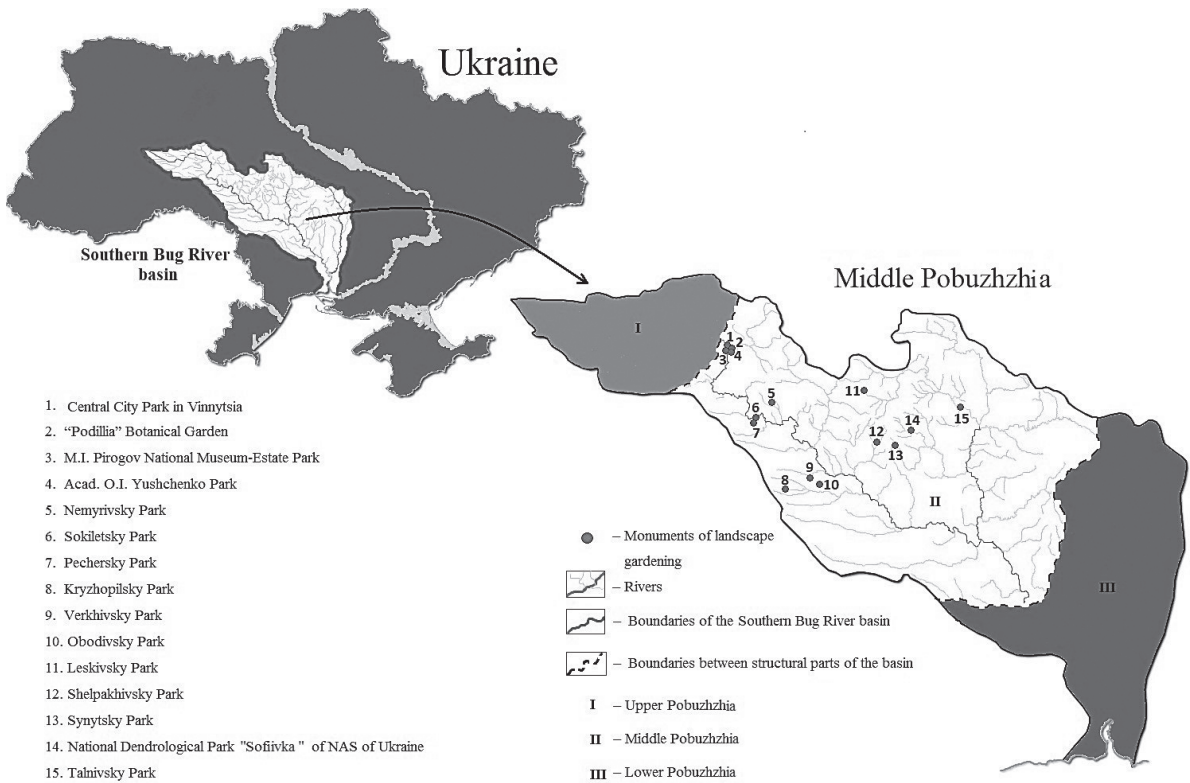 Ukraine
Southern Bug River
basin
Middle Pobuzhzhia
I
1
2
3
4
5
6
7
8
9
10
11
12
13
14
15
II
III
1. Central City Park in Vinnytsia
2. “Podillia” Botanical Garden
3. M.I. Pirogov National Museum-Estate Park
4. Acad. O.I. Yushchenko Park
5. Nemyrivsky Park
6. Sokiletsky Park
7. Pechersky Park
8. Kryzhopilsky Park
9. Verkhivsky Park
10. Obodivsky Park
11. Leskivsky Park
12. Shelpakhivsky Park
13. Synytsky Park
14. National Dendrological Park "Sofiivka " of NAS of Ukraine
15. Talnivsky Park
– Monuments of landscape
gardening
– Rivers
– Boundaries of the Southern Bug River basin
– Boundaries between structural parts of the basin
I – Upper Pobuzhzhia
II – Middle Pobuzhzhia
III – Lower Pobuzhzhia